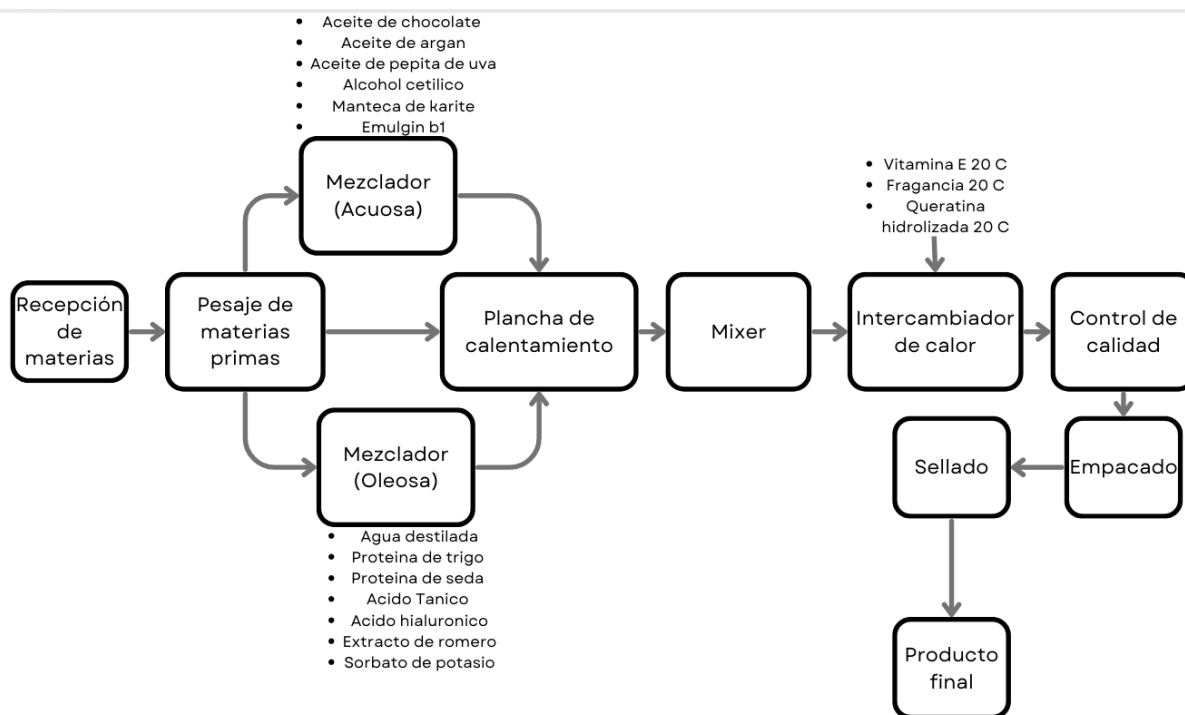 Aceite de chocolate
Aceite de argan
Aceite de pepita de uva
Alcohol cetilico
Manteca de karite
Emulgin b1
Mezclador
(Acuosa)
Vitamina E 20 C
Fragancia 20 C
Queratina
hidrolizada 20 C
Recepción
de
materias
Pesaje de
materias
primas
Plancha de
calentamiento
Mixer
Intercambiador
de calor
Control de
calidad
Mezclador
(Oleosa)
Agua destilada
Proteina de trigo
Proteina de seda
Acido Tanico
Acido hialuronico
Extracto de romero
Sorbato de potasio
Sellado
Empacado
Producto
final